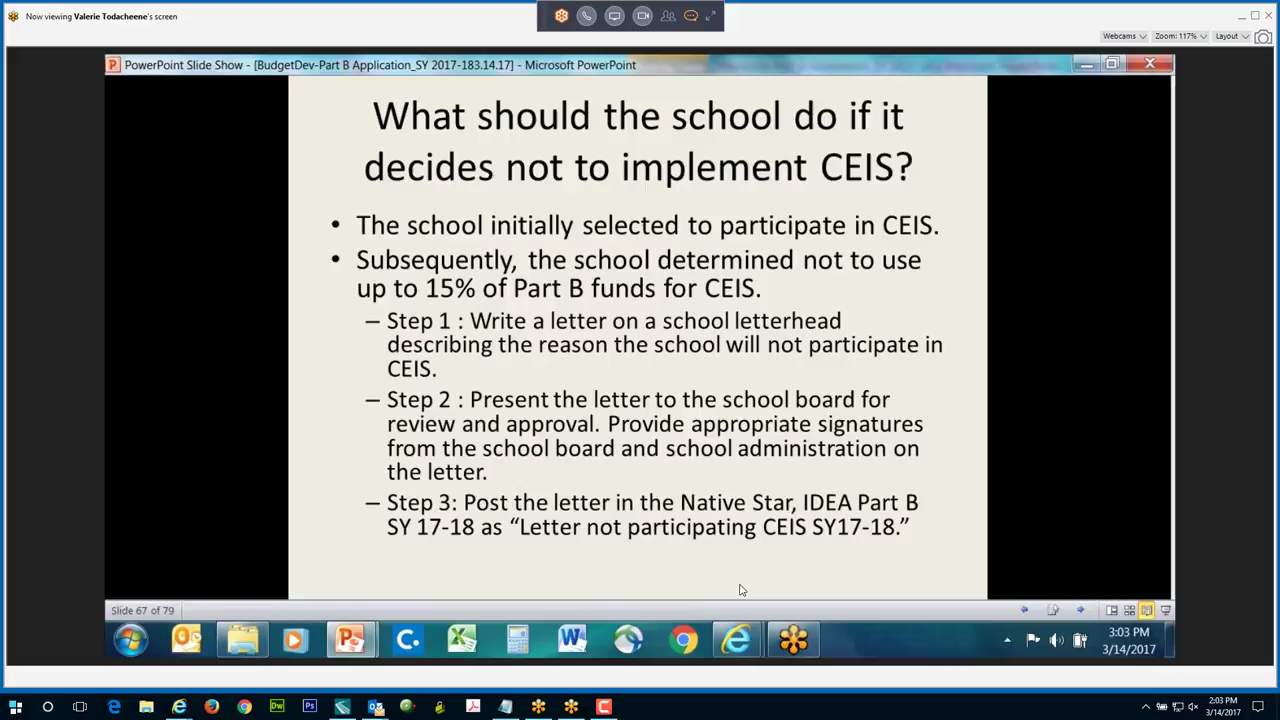 Now viewing Valerie Todacheene's screen
Webcams
Zoom: 117%
Layout
PowerPoint Slide Show - [BudgetDev-Part B Application_SY 2017-183.14.17] - Microsoft PowerPoint
What should the school do if it
decides not to implement CEIS?
• The school initially selected to participate in CEIS.
• Subsequently, the school determined not to use
up to 15% of Part B funds for CEIS.
– Step 1 : Write a letter on a school letterhead
describing the reason the school will not participate in
CEIS.
– Step 2 : Present the letter to the school board for
review and approval. Provide appropriate signatures
from the school board and school administration on
the letter.
– Step 3: Post the letter in the Native Star, IDEA Part B
SY 17-18 as “Letter not participating CEIS SY17-18.”
Slide 67 of 79
3:03 PM
3/14/2017
2:03 PM
3/14/2017